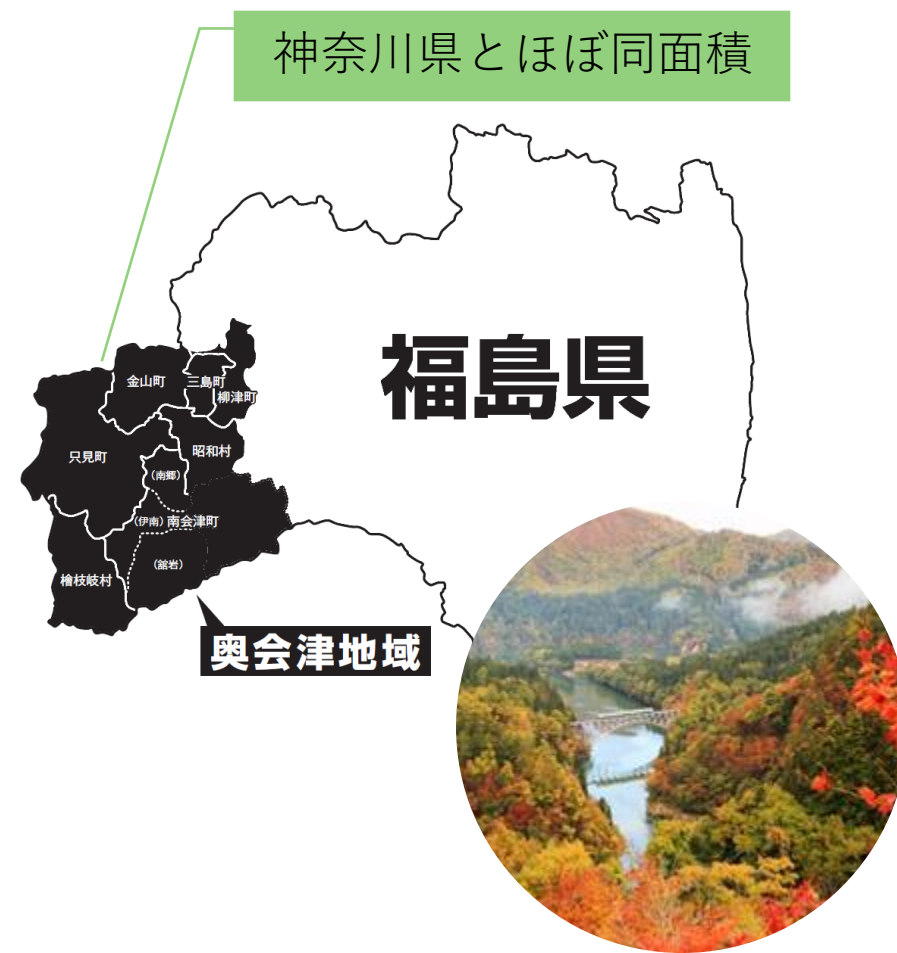 神奈川県とほぼ同面積
福島県
金山町
三島町
柳津町
只見町
昭和村
(南郷)
(伊南) 南会津町
(舘岩)
檜枝岐村
奥会津地域